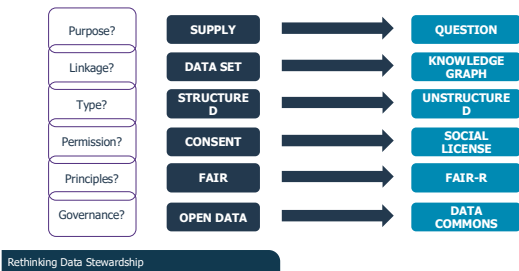 Purpose? SUPPLY QUESTION
Linkage? DATA SET KNOWLEDGE
GRAPH
Type? STRUCTURE
D UNSTRUCTURE
D
Permission? CONSENT SOCIAL
LICENSE
Principles? FAIR FAIR-R
Governance? OPEN DATA DATA
COMMONS
Rethinking Data Stewardship